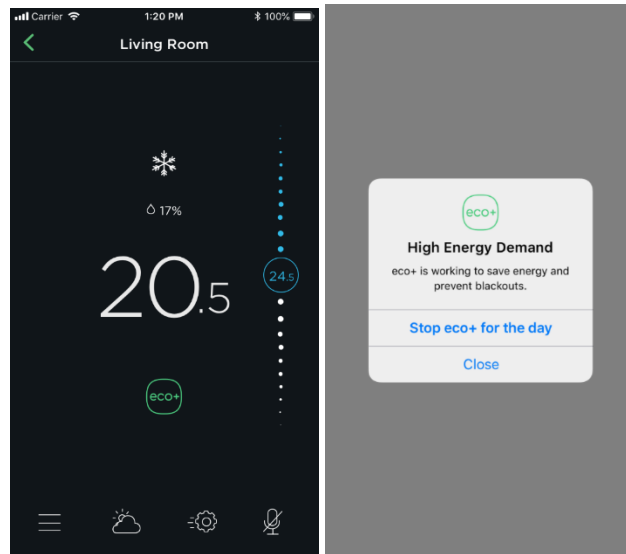 Carrier 1:20 PM 100%
Living Room
17%
20.5
24.5
eco+
eco+
High Energy Demand
eco+ is working to save energy and
prevent blackouts.
Stop eco+ for the day
Close